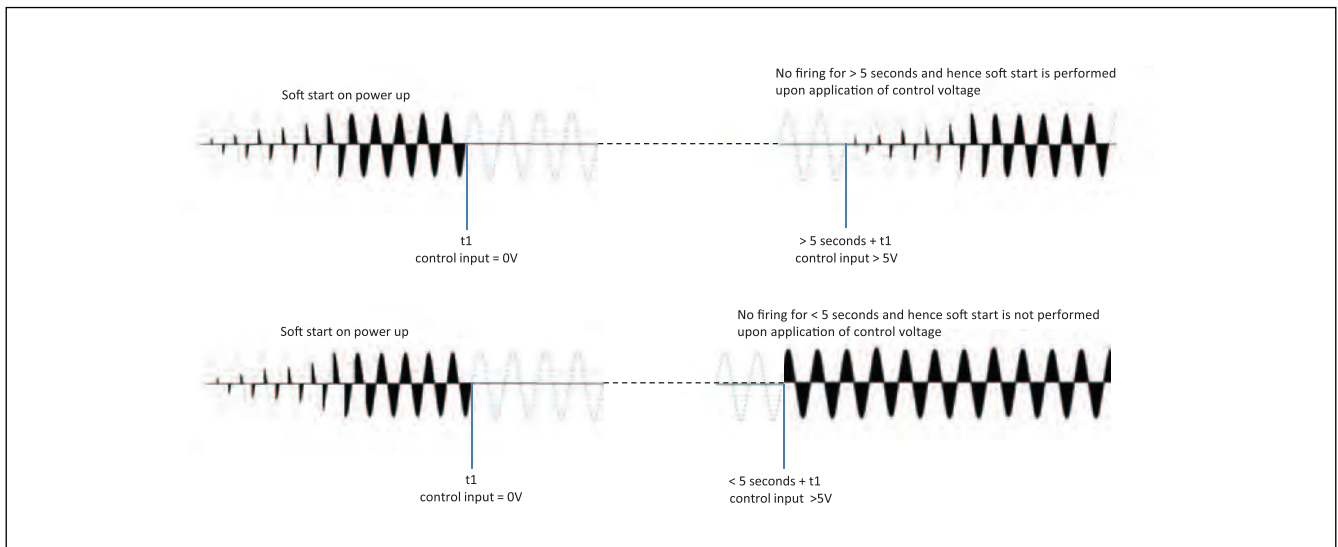 No firing for > 5 seconds and hence soft start is performed
upon application of control voltage
Soft start on power up
t1
control input = 0V
> 5 seconds + t1
control input > 5V
No firing for < 5 seconds and hence soft start is not performed
upon application of control voltage
Soft start on power up
t1
control input = 0V
< 5 seconds + t1
control input >5V